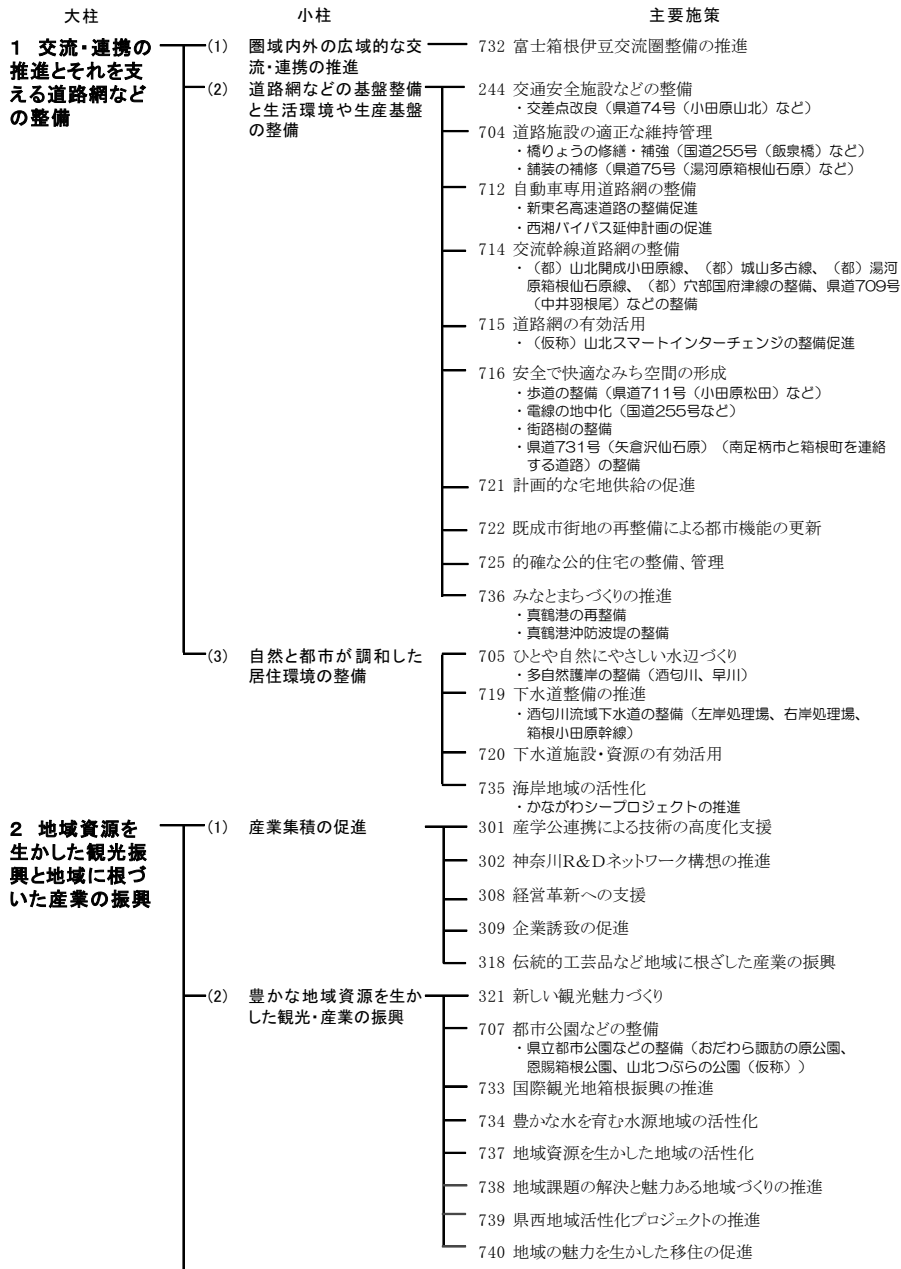 大柱 小柱 主要施策
1 交流・連携の
推進とそれを支
える道路網など
の整備
(1) 圏域内外の広域的な交
流・連携の推進
732 富士箱根伊豆交流圏整備の推進
(2) 道路網などの基盤整備
と生活環境や生産基盤
の整備
244 交通安全施設などの整備
・交差点改良(県道74号(小田原山北)など)
704 道路施設の適正な維持管理
・橋りょうの修繕・補強(国道255号(飯泉橋)など)
・舗装の補修(県道75号(湯河原箱根仙石原)など)
712 自動車専用道路網の整備
・新東名高速道路の整備促進
・西湘バイパス延伸計画の促進
714 交流幹線道路網の整備
・(都)山北開成小田原線、(都)城山多古線、(都)湯河
原箱根仙石原線、(都)穴部国府津線の整備、県道709号
(中井羽根尾)などの整備
715 道路網の有効活用
・(仮称)山北スマートインターチェンジの整備促進
716 安全で快適なみち空間の形成
・歩道の整備(県道711号(小田原松田)など)
・電線の地中化(国道255号など)
・街路樹の整備
・県道731号(矢倉沢仙石原)(南足柄市と箱根町を連絡
する道路)の整備
721 計画的な宅地供給の促進
722 既成市街地の再整備による都市機能の更新
725 的確な公的住宅の整備、管理
736 みなとまちづくりの推進
・真鶴港の再整備
・真鶴港沖防波堤の整備
(3) 自然と都市が調和した
居住環境の整備
705 ひとや自然にやさしい水辺づくり
・多自然護岸の整備(酒匂川、早川)
719 下水道整備の推進
・酒匂川流域下水道の整備(左岸処理場、右岸処理場、
箱根小田原幹線)
720 下水道施設・資源の有効活用
735 海岸地域の活性化
・かながわシープロジェクトの推進
2 地域資源を
生かした観光振
興と地域に根づ
いた産業の振興
(1) 産業集積の促進
301 産学公連携による技術の高度化支援
302 神奈川R&Dネットワーク構想の推進
308 経営革新への支援
309 企業誘致の促進
318 伝統的工芸品など地域に根ざした産業の振興
(2) 豊かな地域資源を生か
した観光・産業の振興
321 新しい観光魅力づくり
707 都市公園などの整備
・県立都市公園などの整備(おだわら諏訪の原公園、
恩賜箱根公園、山北つぶらの公園(仮称))
733 国際観光地箱根振興の推進
734 豊かな水を育む水源地域の活性化
737 地域資源を生かした地域の活性化
738 地域課題の解決と魅力ある地域づくりの推進
739 県西地域活性化プロジェクトの推進
740 地域の魅力を生かした移住の促進